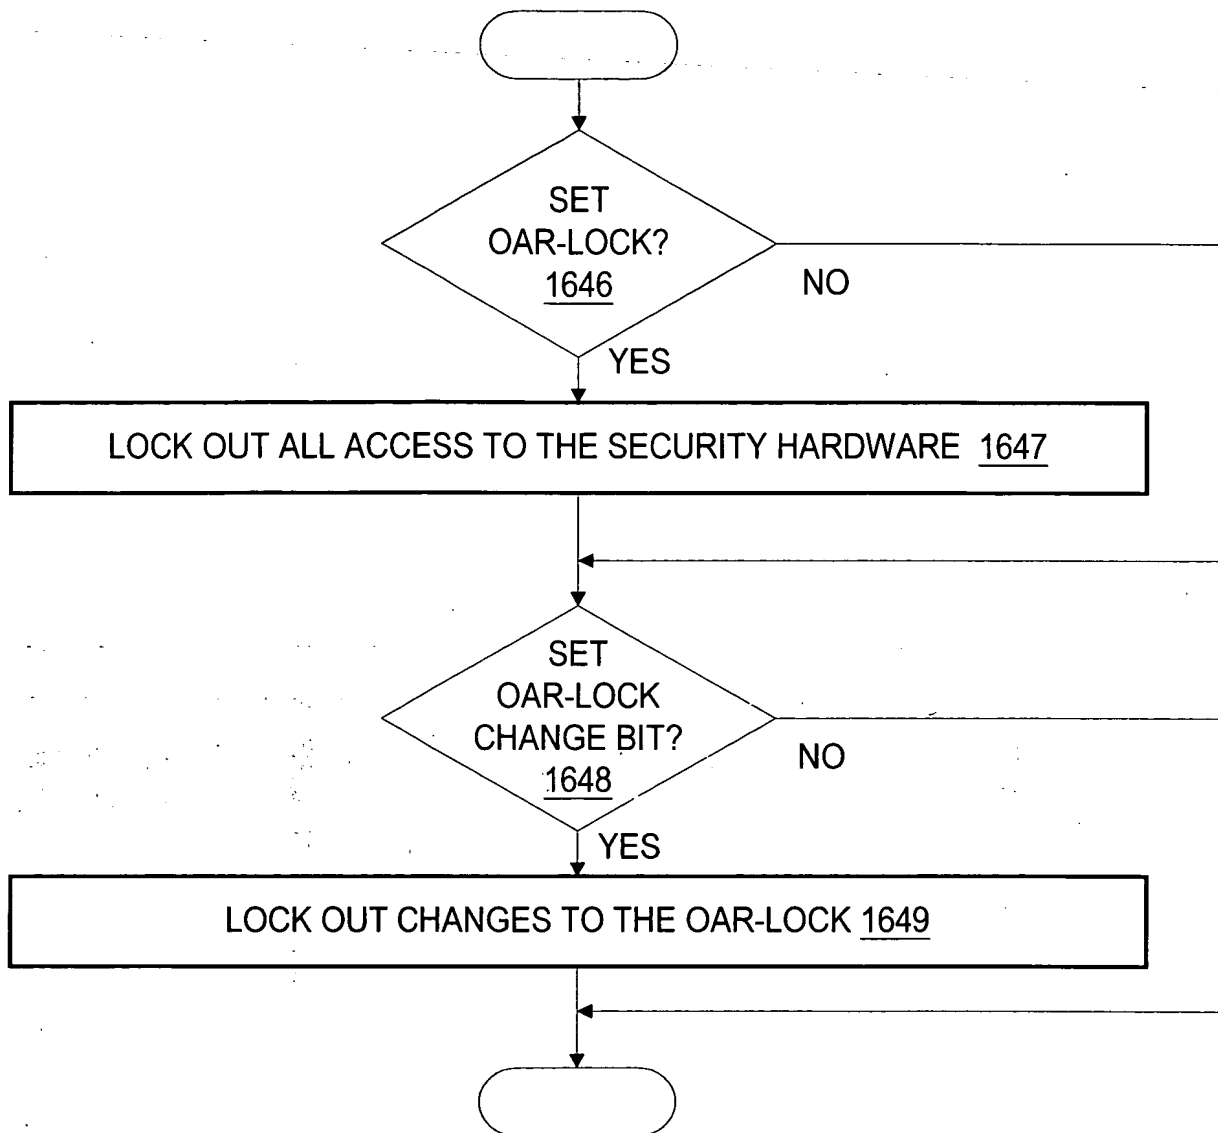 SET
OAR-LOCK?
1646
NO
YES
LOCK OUT ALL ACCESS TO THE SECURITY HARDWARE 1647
SET
OAR-LOCK
CHANGE BIT?
1648
NO
YES
LOCK OUT CHANGES TO THE OAR-LOCK 1649